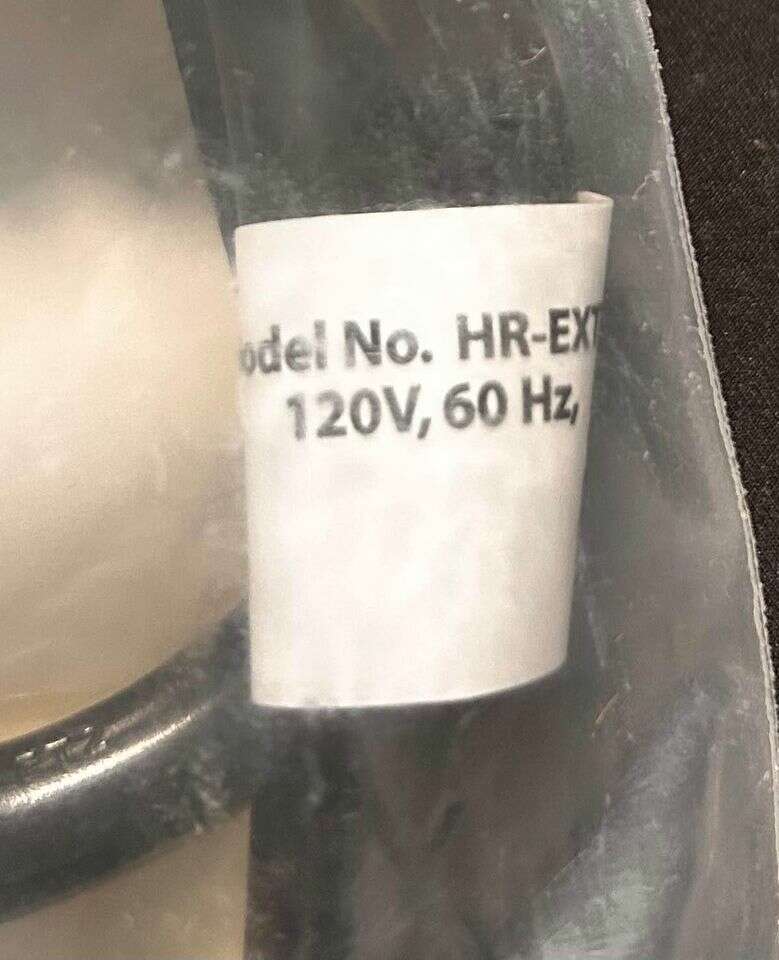 odel No. HR-EXT
120V, 60 Hz,